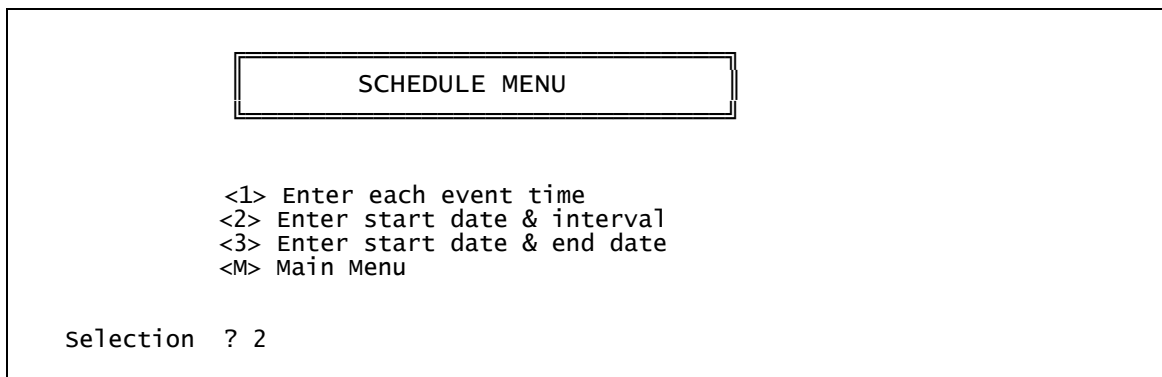 SCHEDULE MENU
<1> Enter each event time
<2> Enter start date & interval
<3> Enter start date & end date
<M> Main Menu
Selection ? 2